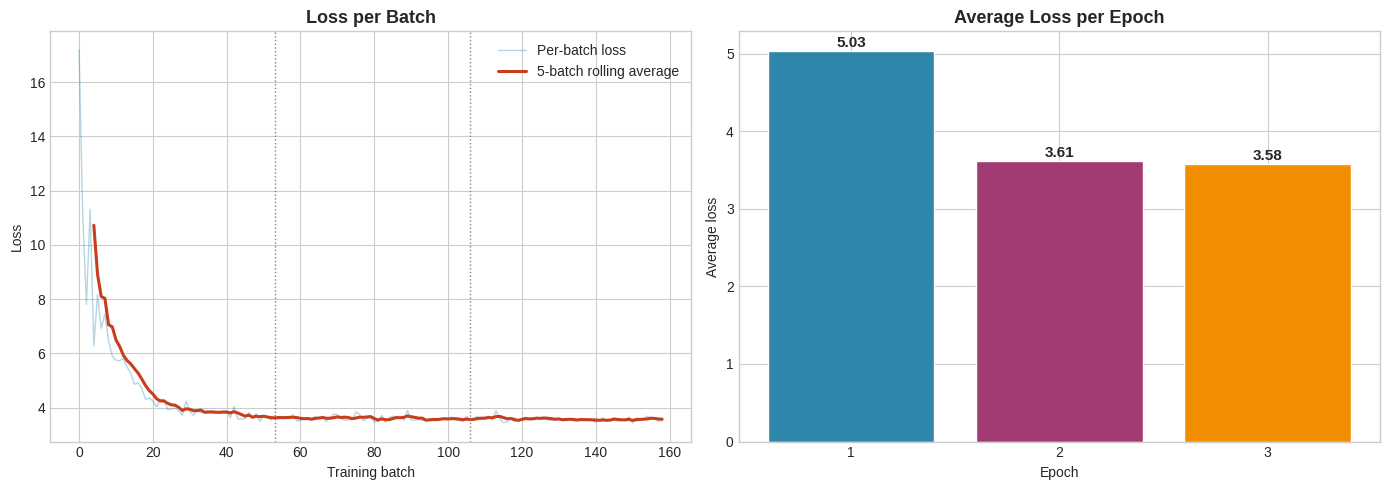 Loss per Batch
Per-batch loss
5-batch rolling average
16
14
12
10
8
6
4
Loss
0 20 40 60 80 100 120 140 160
Training batch
Average Loss per Epoch
5.03
3.61
3.58
5
4
3
2
1
0
Average loss
1 2 3
Epoch